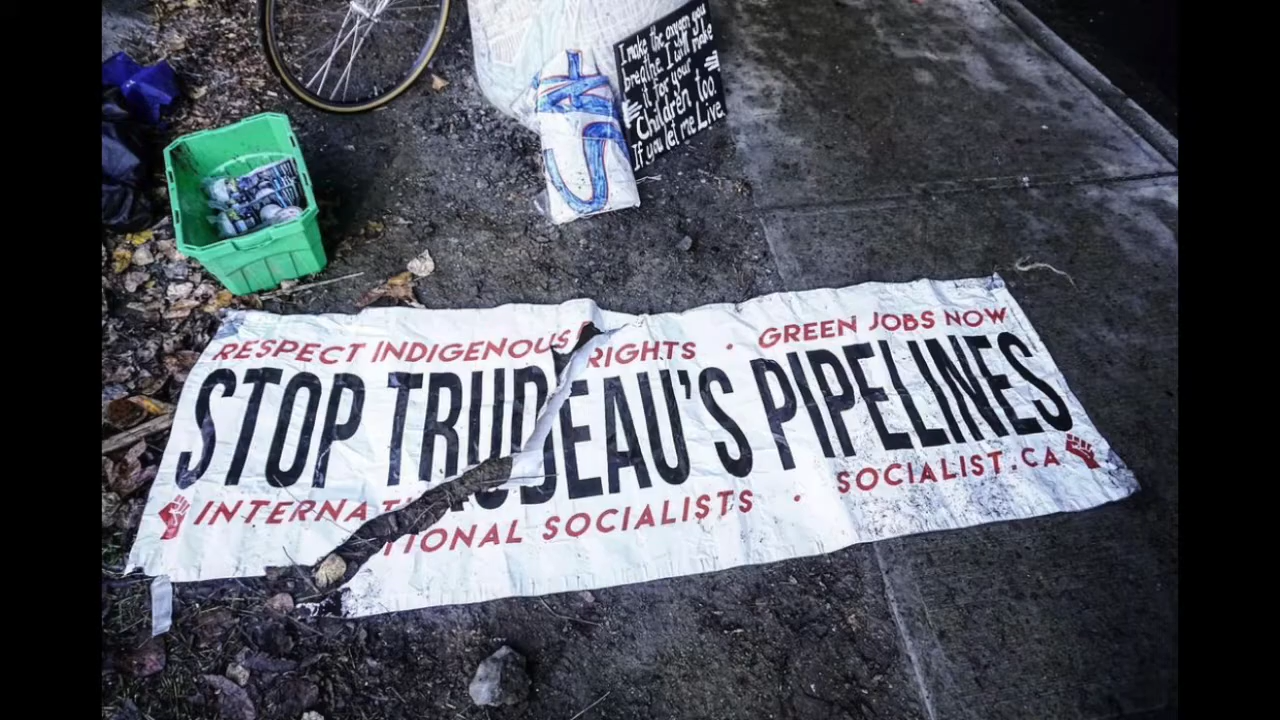 I make the oxygen you
breathe. I will make
it for your
Children too.
If you let me Live
RESPECT INDIGENOUS RIGHTS · GREEN JOBS NOW
STOP TRUDEAU'S PIPELINES
INTERNATIONAL SOCIALISTS · SOCIALIST.CA